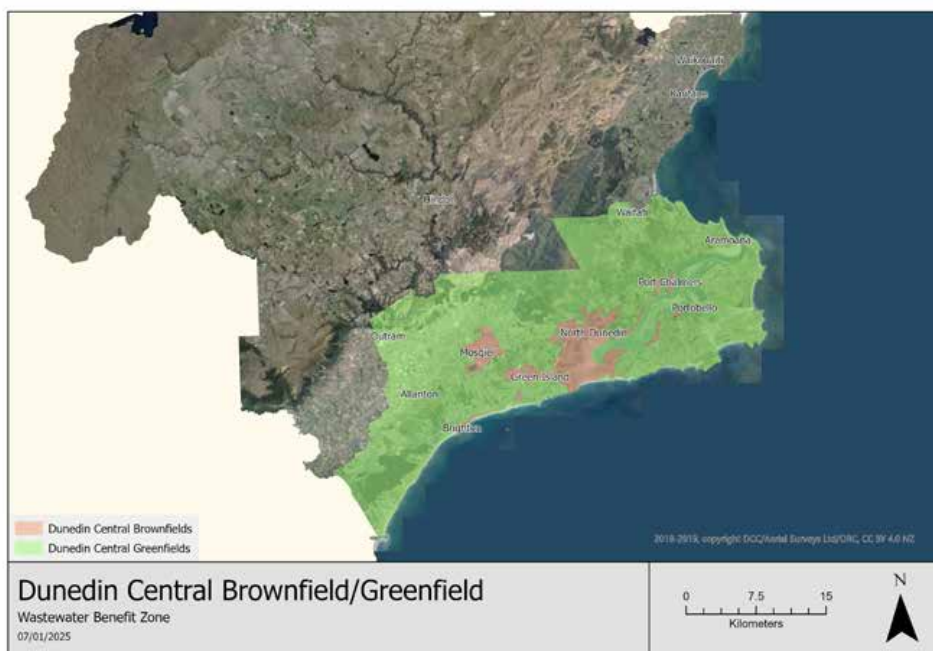 Waikouaiti
Karitane
Hindon
Waitati
Aramoana
Port Chalmers
Portobello
Outram
North Dunedin
Mosgiel
Green Island
Allanton
Brighton
Dunedin Central Brownfields
Dunedin Central Greenfields
2018-2019, copyright DCC/Aerial Surveys Ltd/ORC, CC BY 4.0 NZ
Dunedin Central Brownfield/Greenfield
Wastewater Benefit Zone
07/01/2025
0 7.5 15
Kilometers
N